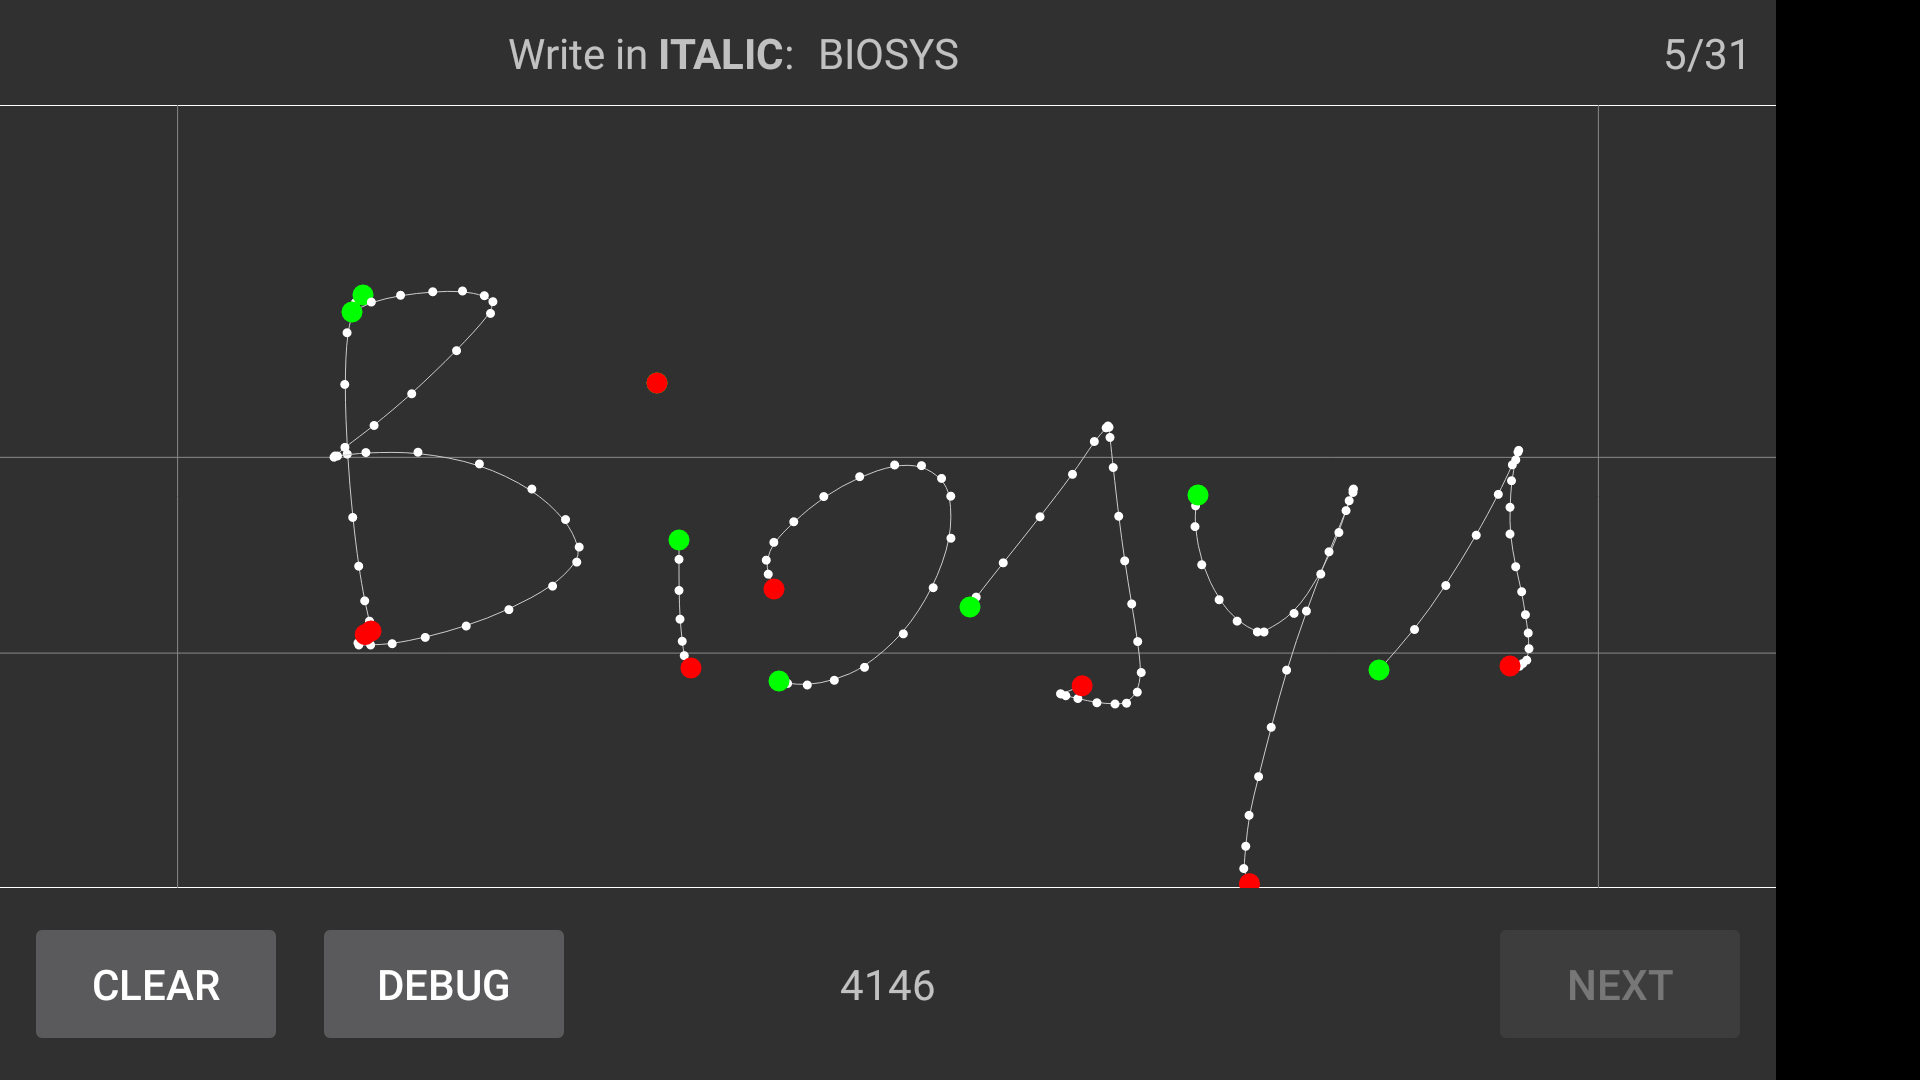 Write in ITALIC: BIOSYS
5/31
Biosys
CLEAR
DEBUG
4146
NEXT